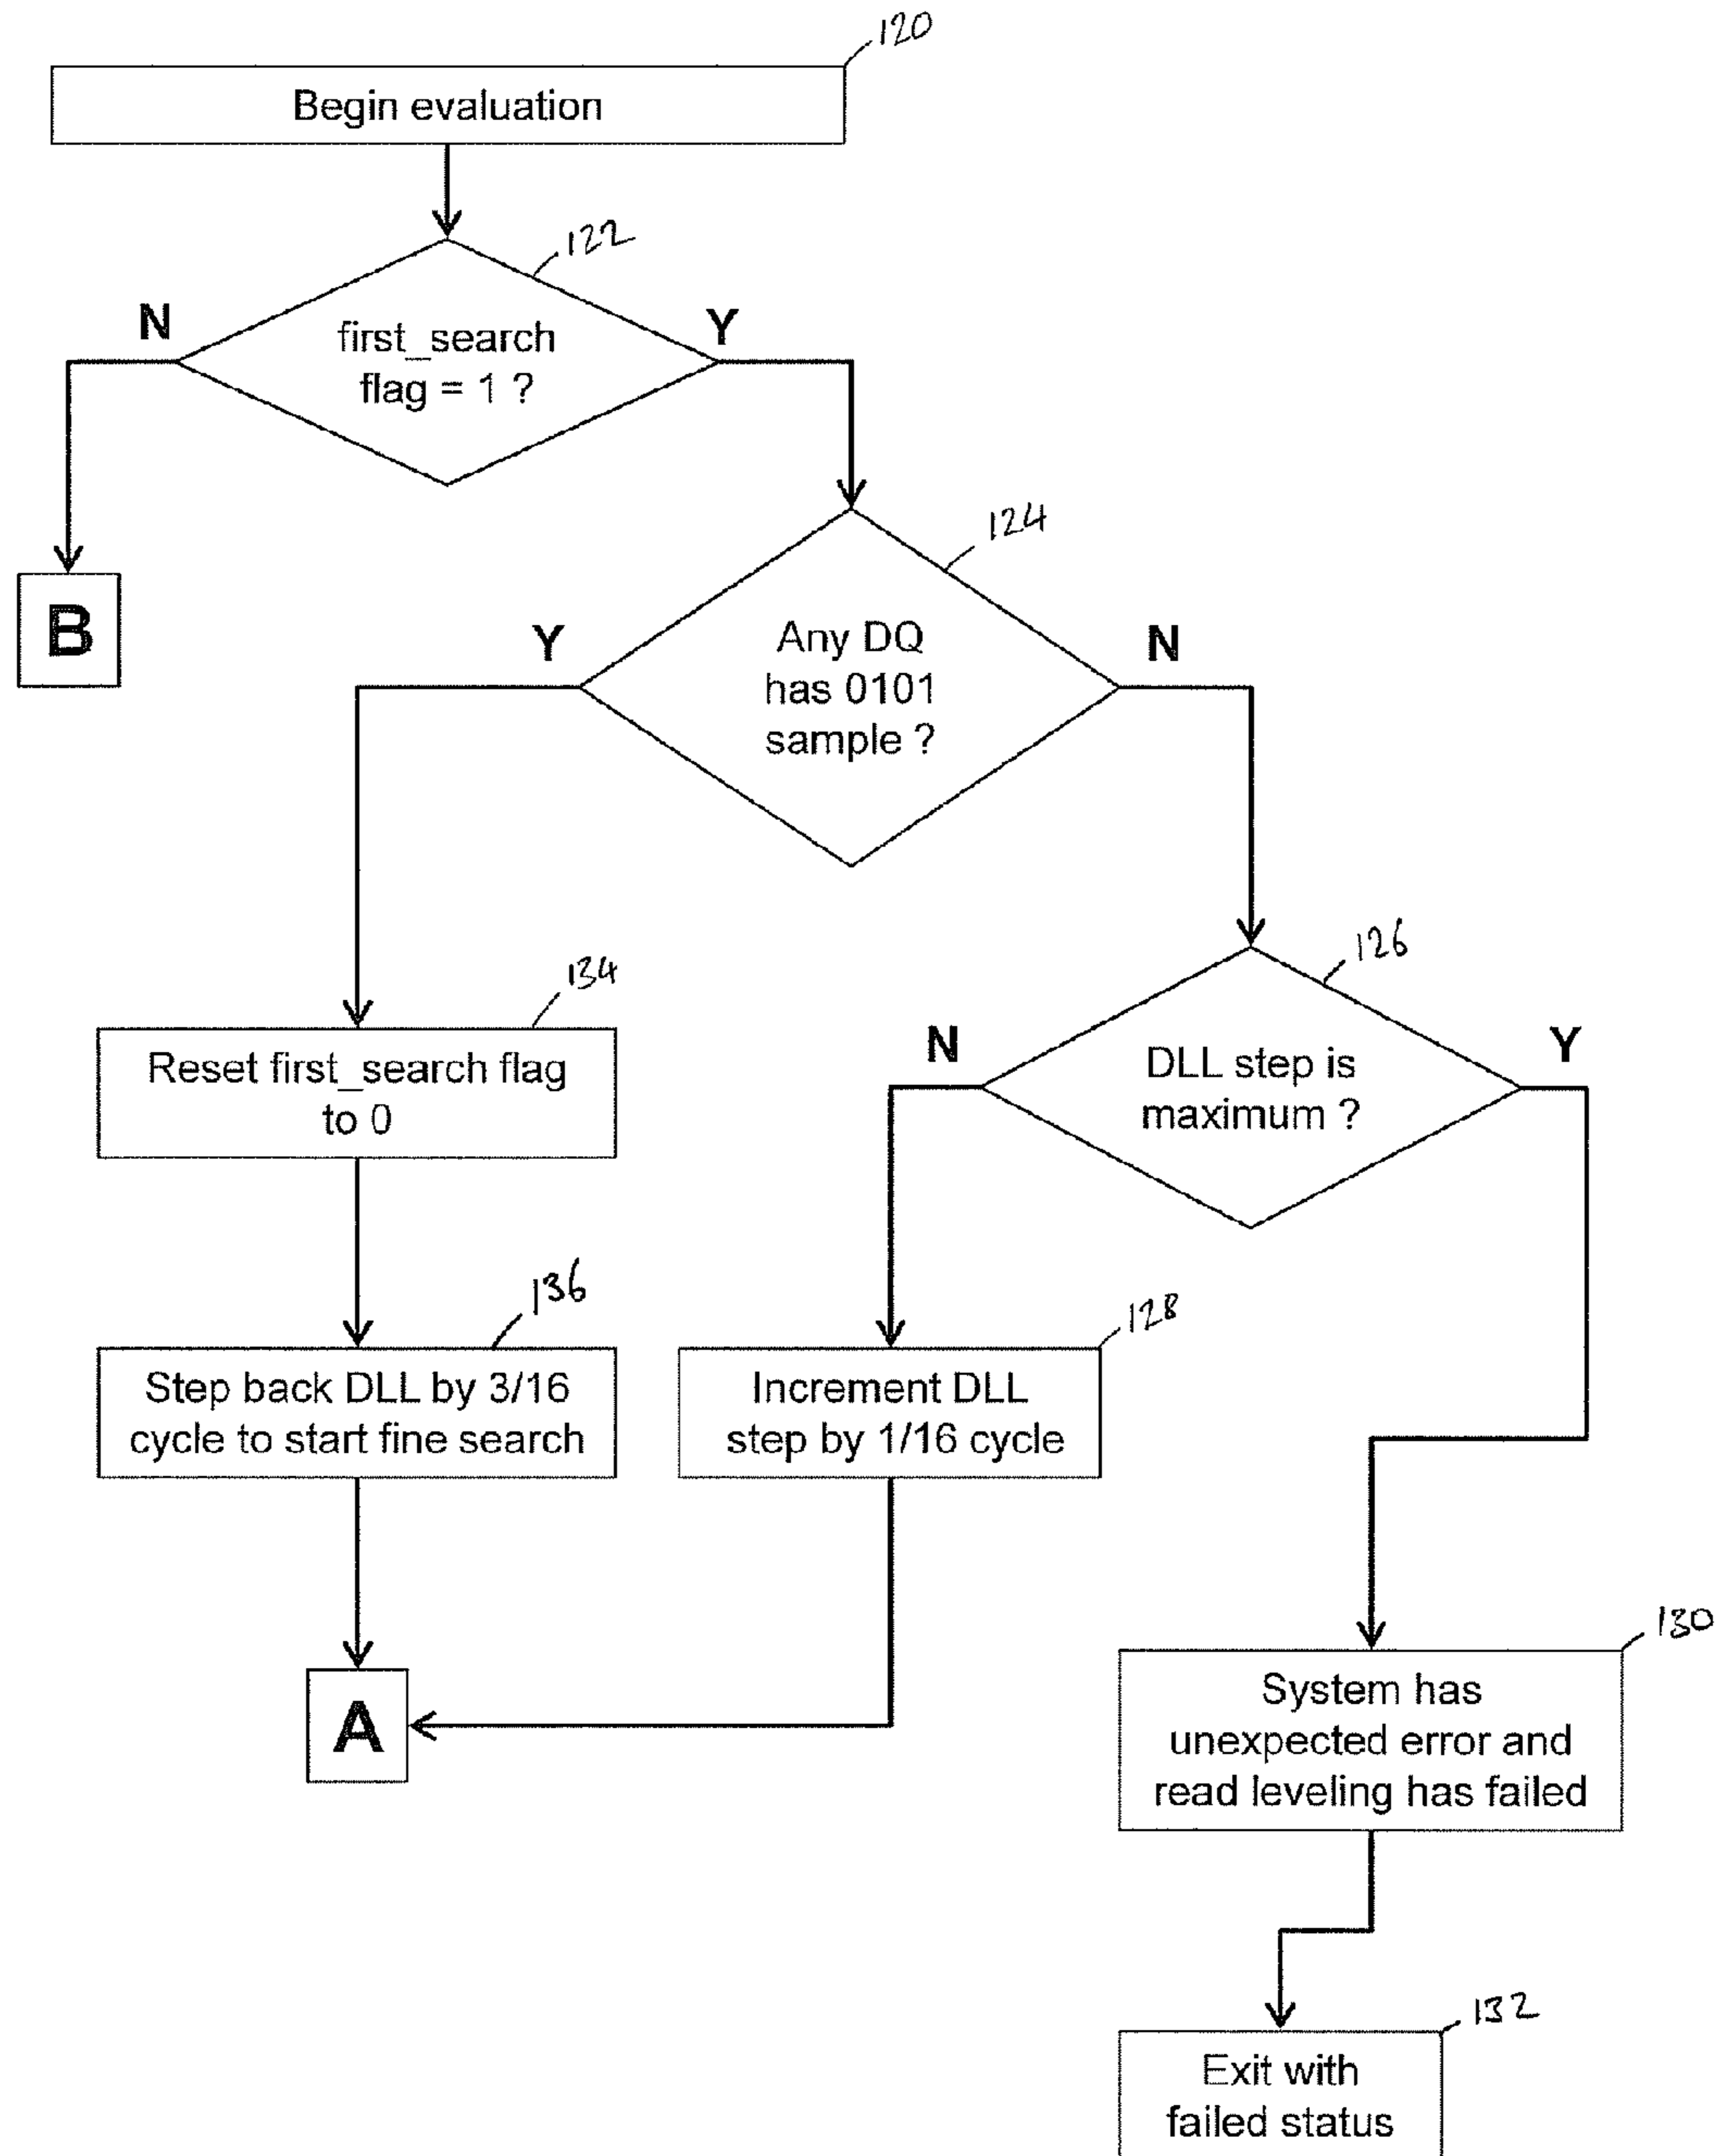 120
Begin evaluation
122
N
Y
first_search
flag = 1 ?
124
B
Y
N
Any DQ
has 0101
sample ?
126
134
N
Y
Reset first_search flag
to 0
DLL step is
maximum ?
136
128
Step back DLL by 3/16
cycle to start fine search
Increment DLL
step by 1/16 cycle
130
A
System has
unexpected error and
read leveling has failed
132
Exit with
failed status